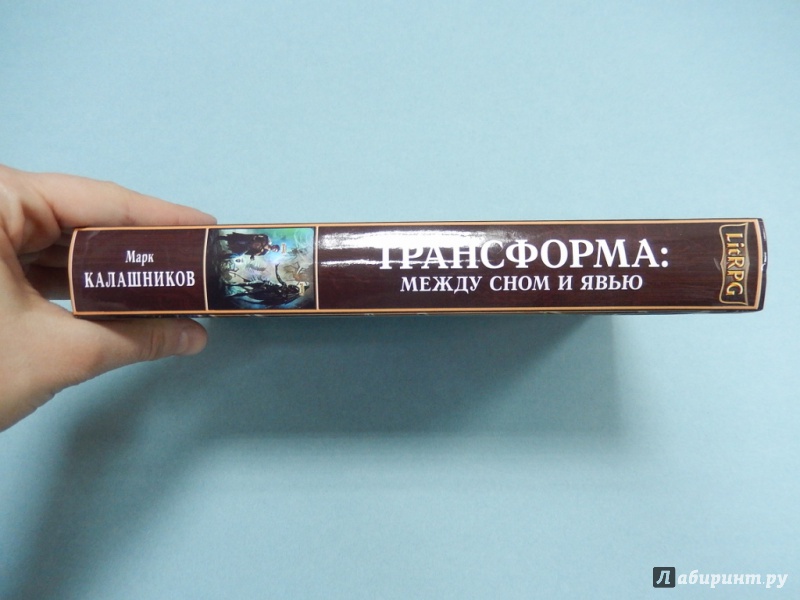 Марк
КАЛАШНИКОВ
ТРАНСФОРМА:
МЕЖДУ СНОМ И ЯВЬЮ
LitRPG
Лабиринт.ру